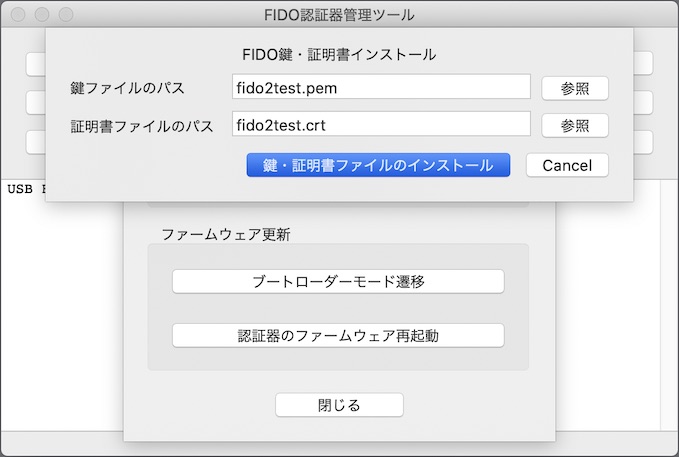 FIDO認証器管理ツール
FIDO鍵・証明書インストール
鍵ファイルのパス fido2test.pem 参照
証明書ファイルのパス fido2test.crt 参照
鍵・証明書ファイルのインストール Cancel
USB
ファームウェア更新
ブートローダーモード遷移
認証器のファームウェア再起動
閉じる